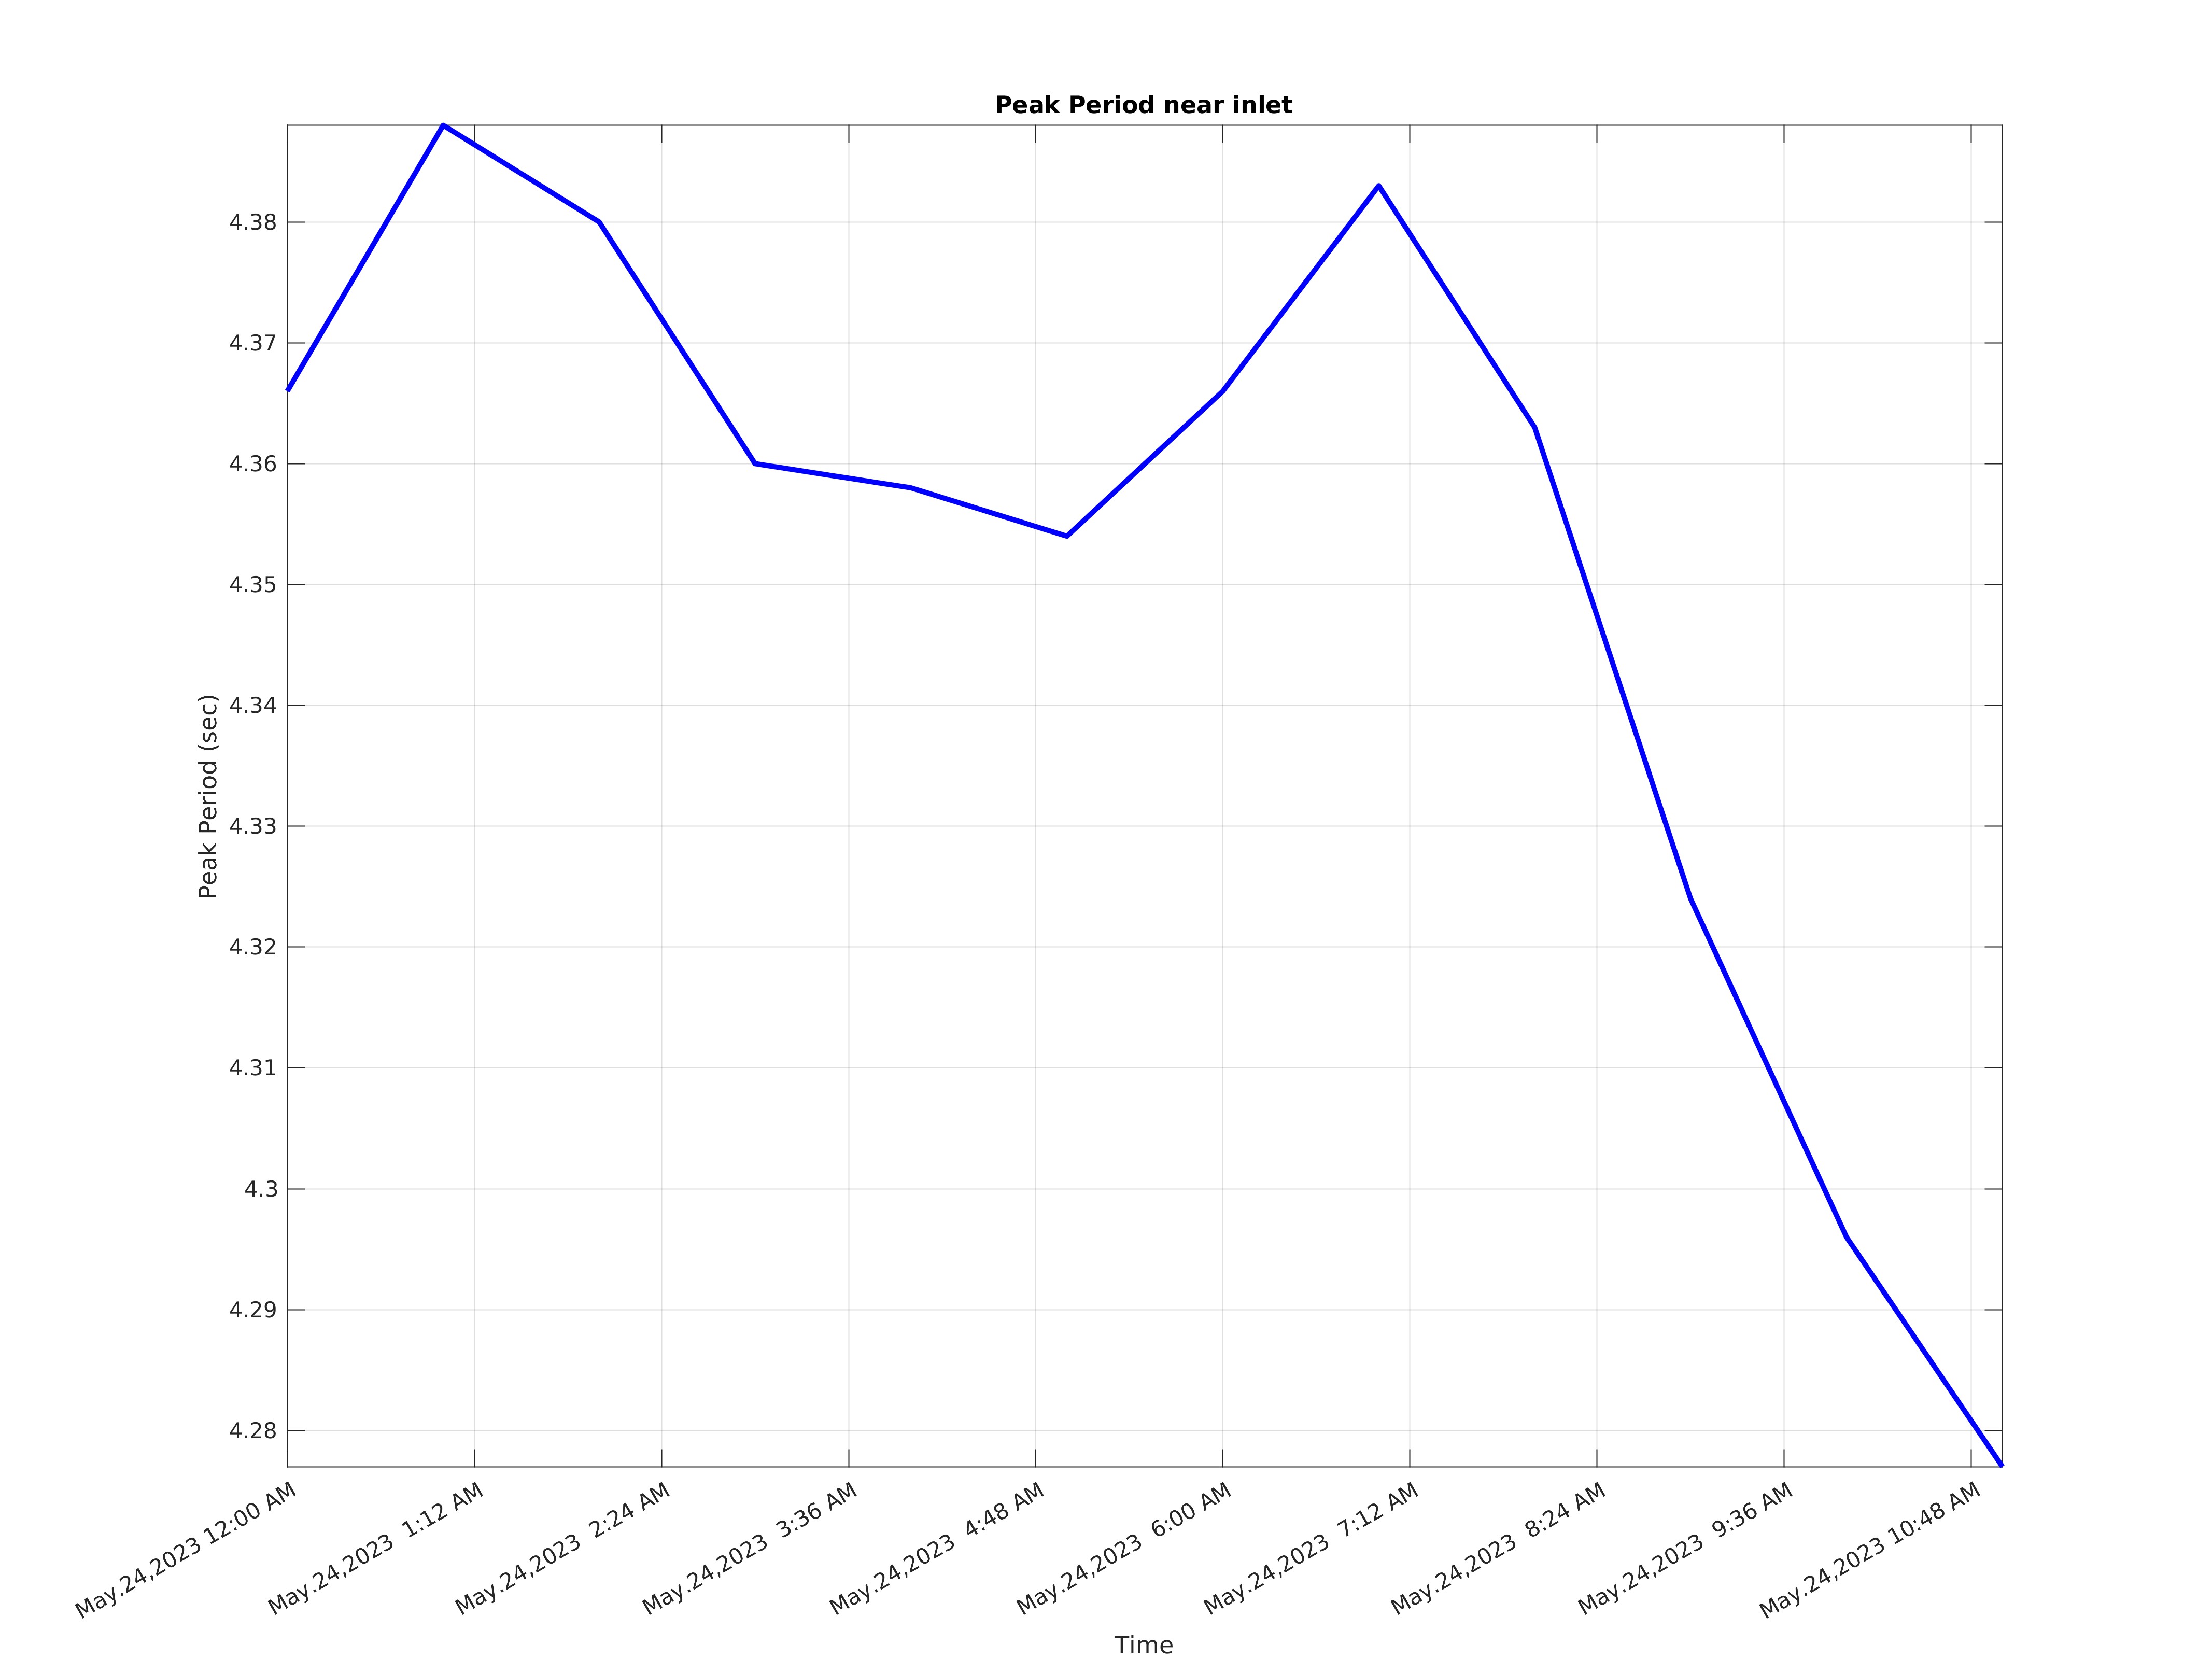 Peak Period near inlet
Peak Period (sec)
4.38
4.37
4.36
4.35
4.34
4.33
4.32
4.31
4.3
4.29
4.28
May.24,2023 12:00 AM
May.24,2023  1:12 AM
May.24,2023  2:24 AM
May.24,2023  3:36 AM
May.24,2023  4:48 AM
May.24,2023  6:00 AM
May.24,2023  7:12 AM
May.24,2023  8:24 AM
May.24,2023  9:36 AM
May.24,2023 10:48 AM
Time